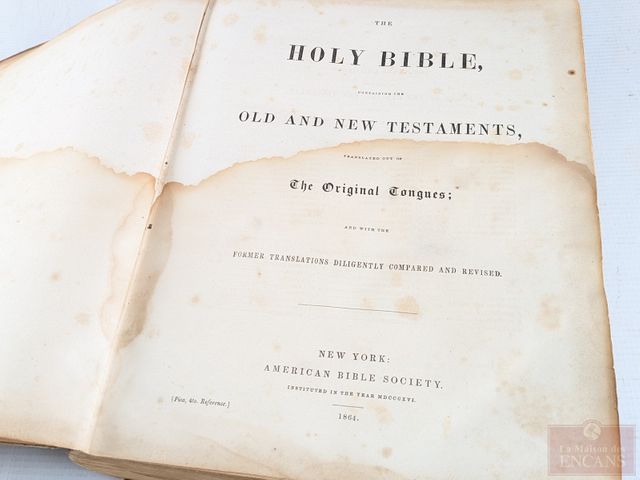 THE
HOLY BIBLE,
CONTAINING THE
OLD AND NEW TESTAMENTS,
TRANSLATED OUT OF
The Original Tongues;
AND WITH THE
FORMER TRANSLATIONS DILIGENTLY COMPARED AND REVISED.
NEW YORK:
AMERICAN BIBLE SOCIETY.
INSTITUTED IN THE YEAR MDCCCXVI.
1864.
[Pica, 4to. Reference.]
La Maison des
ENCANS